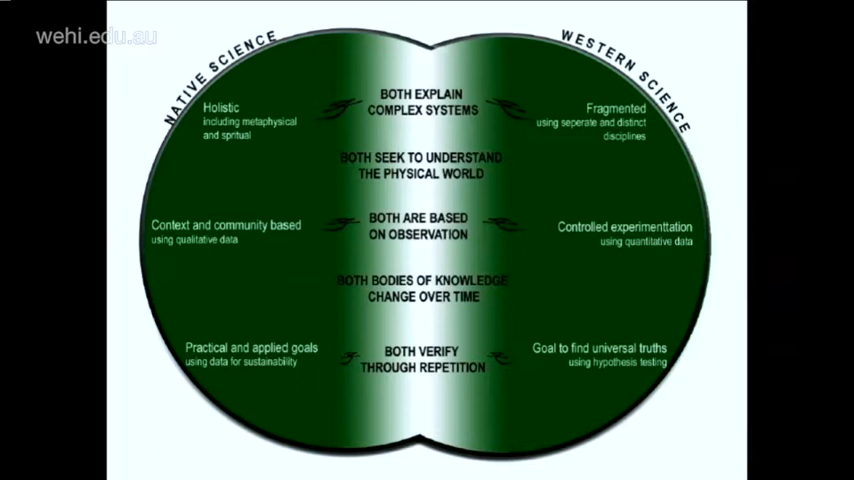 wehi.edu.au
NATIVE SCIENCE
WESTERN SCIENCE
BOTH EXPLAIN
COMPLEX SYSTEMS
Holistic
including metaphysical
and spritual
Fragmented
using seperate and distinct
disciplines
BOTH SEEK TO UNDERSTAND
THE PHYSICAL WORLD
Context and community based
using qualitative data
BOTH ARE BASED
ON OBSERVATION
Controlled experimenttation
using quantitative data
BOTH BODIES OF KNOWLEDGE
CHANGE OVER TIME
Practical and applied goals
using data for sustainability
BOTH VERIFY
THROUGH REPETITION
Goal to find universal truths
using hypothesis testing